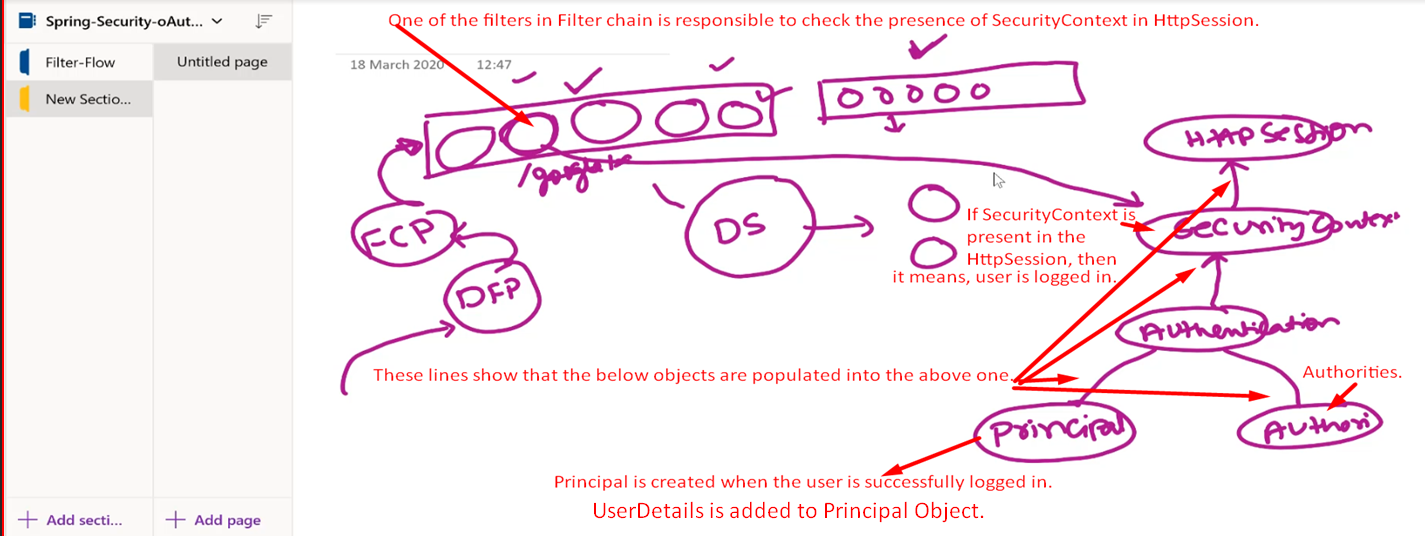 Spring-Security-oAut...
Filter-Flow
Untitled page
New Sectio...
One of the filters in Filter chain is responsible to check the presence of SecurityContext in HttpSession.
18 March 2020
12:47
HttpSession
FCP
DS
If SecurityContext is
present in the
HttpSession, then
it means, user is logged in.
Security Context
DFP
Authentication
These lines show that the below objects are populated into the above one.
Authorities.
Principal
Authori
Principal is created when the user is successfully logged in.
UserDetails is added to Principal Object.
Add secti...
Add page